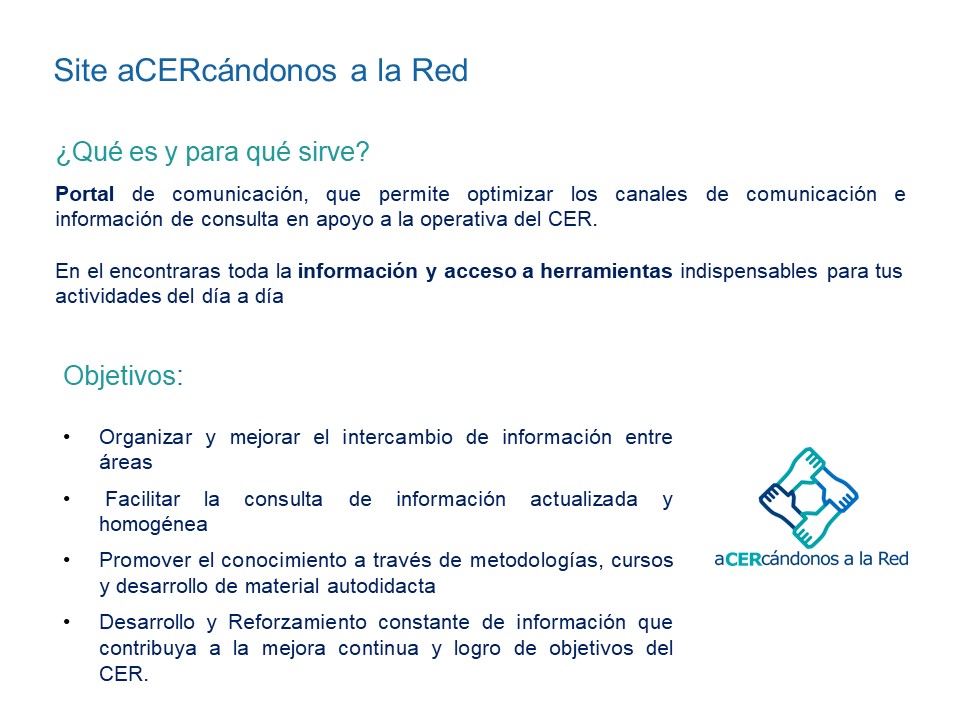 Site aCERcándonos a la Red
¿Qué es y para qué sirve?
Portal de comunicación, que permite optimizar los canales de comunicación e
información de consulta en apoyo a la operativa del CER.
En el encontraras toda la información y acceso a herramientas indispensables para tus
actividades del día a día
Objetivos:
• Organizar y mejorar el intercambio de información entre
áreas
• Facilitar la consulta de información actualizada y
homogénea
• Promover el conocimiento a través de metodologías, cursos
y desarrollo de material autodidacta
• Desarrollo y Reforzamiento constante de información que
contribuya a la mejora continua y logro de objetivos del
CER.
aCERcándonos a la Red